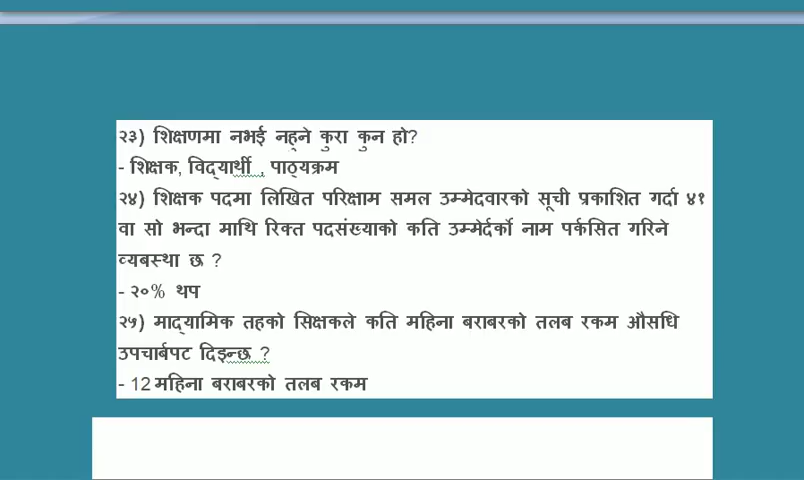 २३) शिक्षणमा नभई नहुने कुरा कुन हो?
- शिक्षक, विद्यार्थी , पाठ्यक्रम
२४) शिक्षक पदमा लिखित परिक्षाम समल उम्मेदवारको सूची प्रकाशित गर्दा ४१
वा सो भन्दा माथि रिक्त पदसंख्याको कति उम्मेर्दको नाम पर्कसित गरिने
व्यबस्था छ ?
- २०% थप
२५) माद्यामिक तहको सिक्षकले कति महिना बराबरको तलब रकम औसधि
उपचार्बपट दिइन्छ ?
- 12 महिना बराबरको तलब रकम